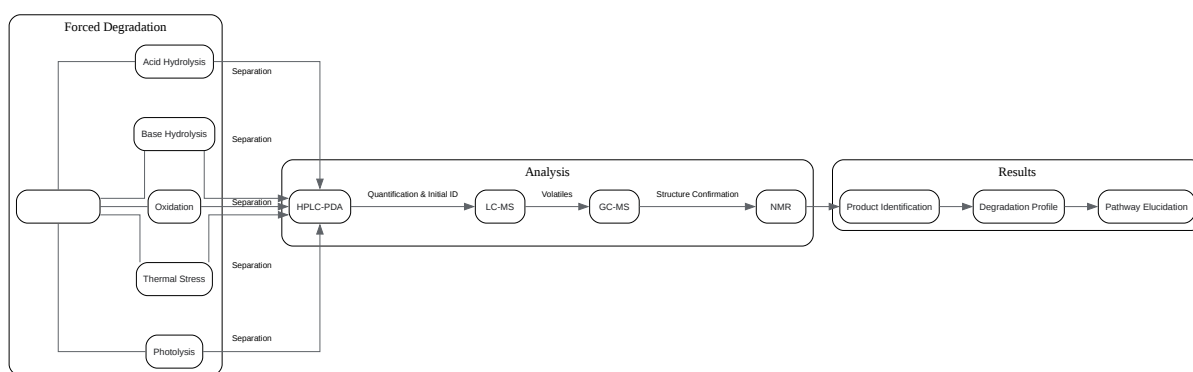 Forced Degradation
Acid Hydrolysis
Separation
Base Hydrolysis
Separation
Analysis
Results
Oxidation
Separation
HPLC-PDA
Quantification & Initial ID
LC-MS
Volatiles
GC-MS
Structure Confirmation
NMR
Product Identification
Degradation Profile
Pathway Elucidation
Thermal Stress
Separation
Photolysis
Separation